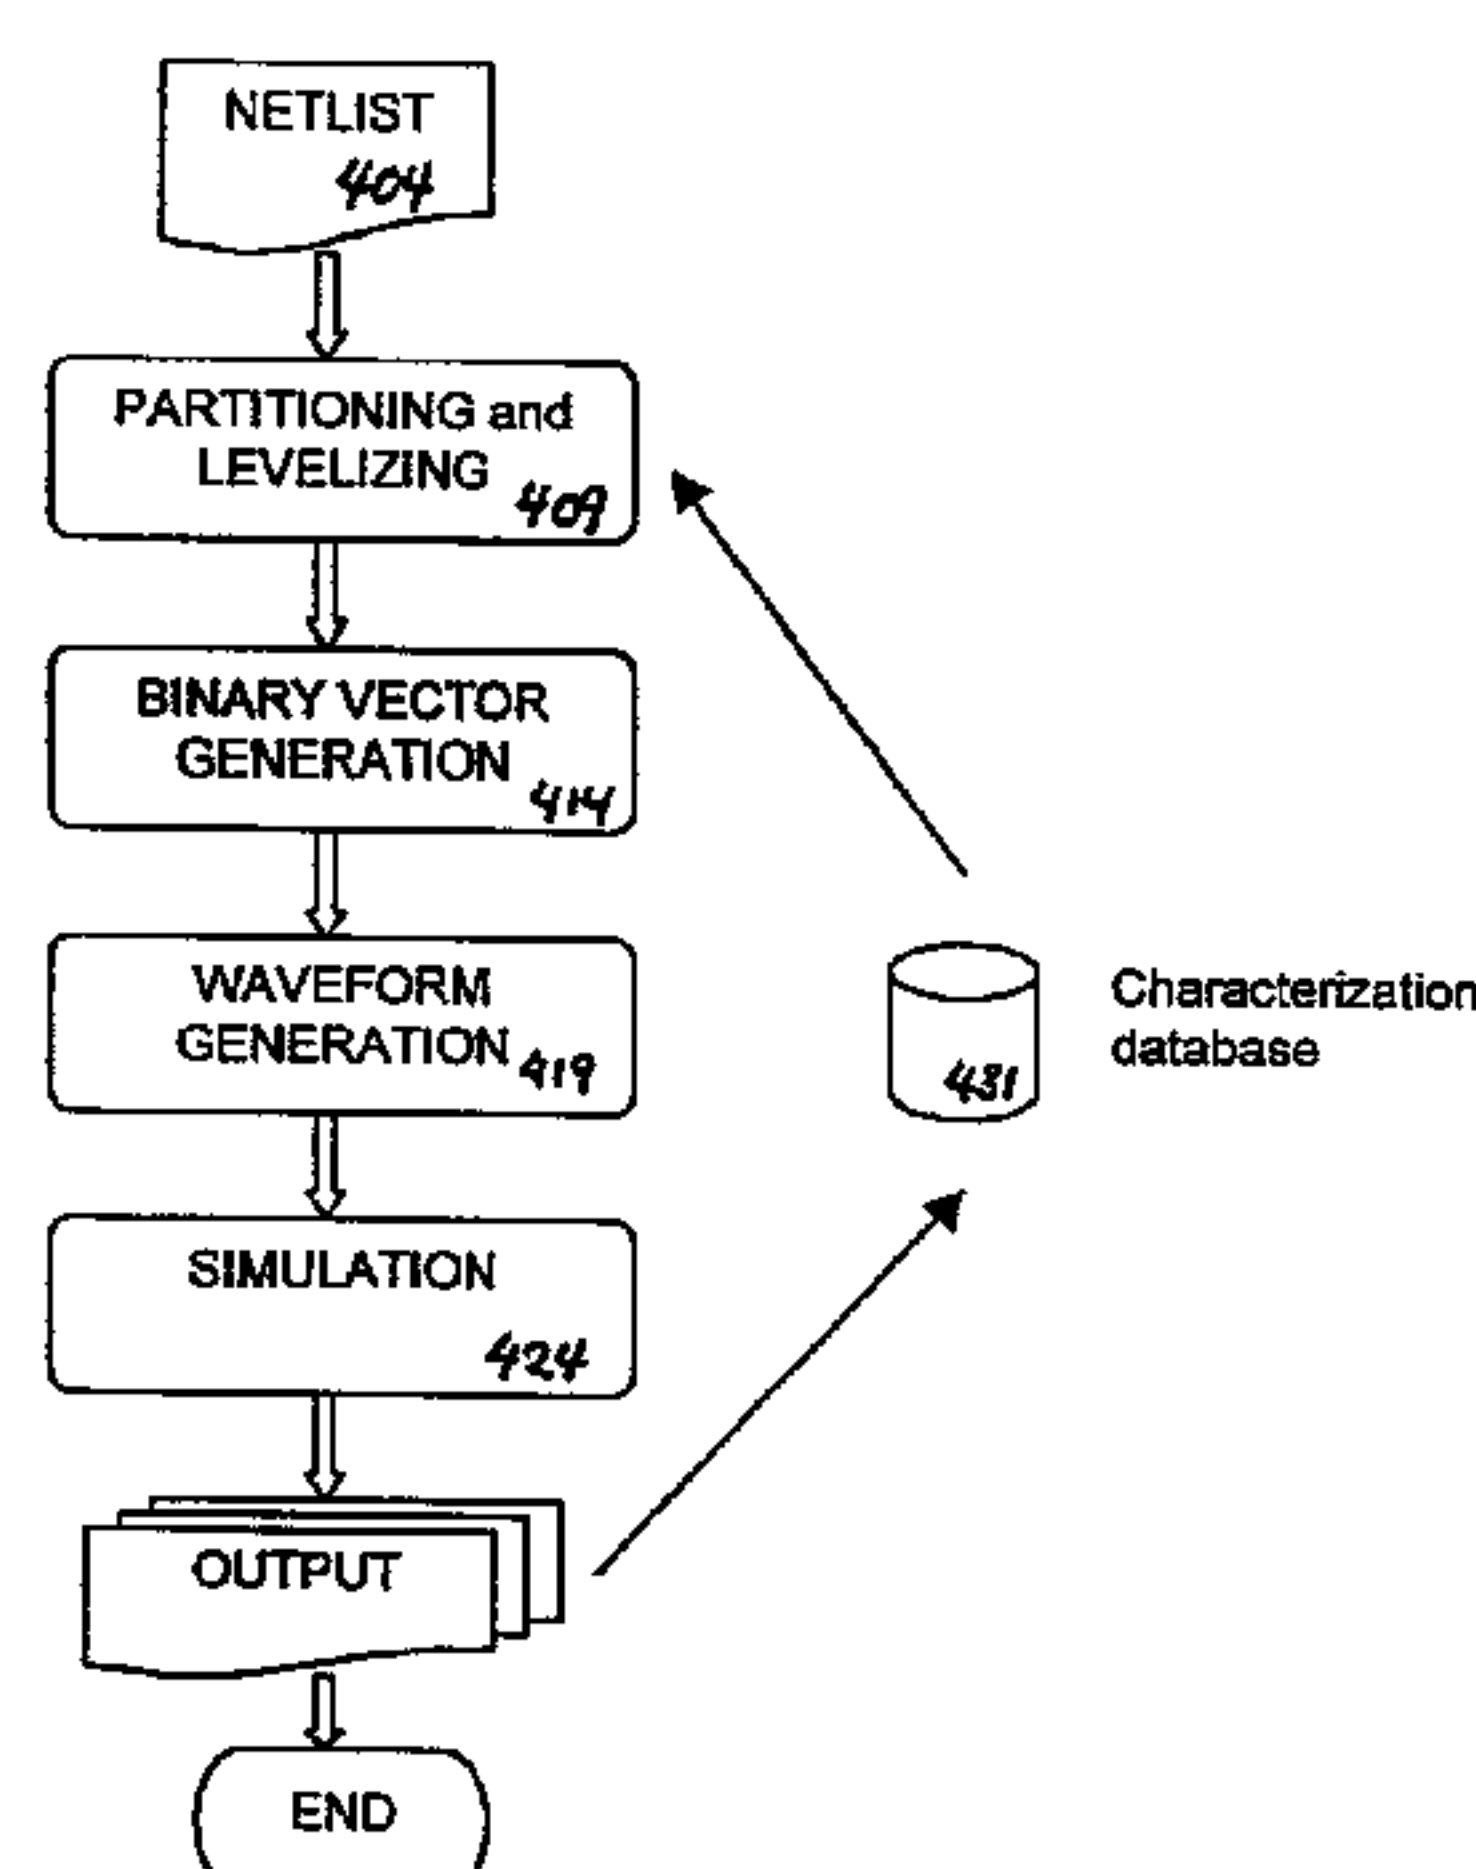 NETLIST
404
PARTITIONING and
LEVELIZING
409
BINARY VECTOR
GENERATION
414
WAVEFORM
GENERATION
419
SIMULATION
424
Characterization
database
431
OUTPUT
END